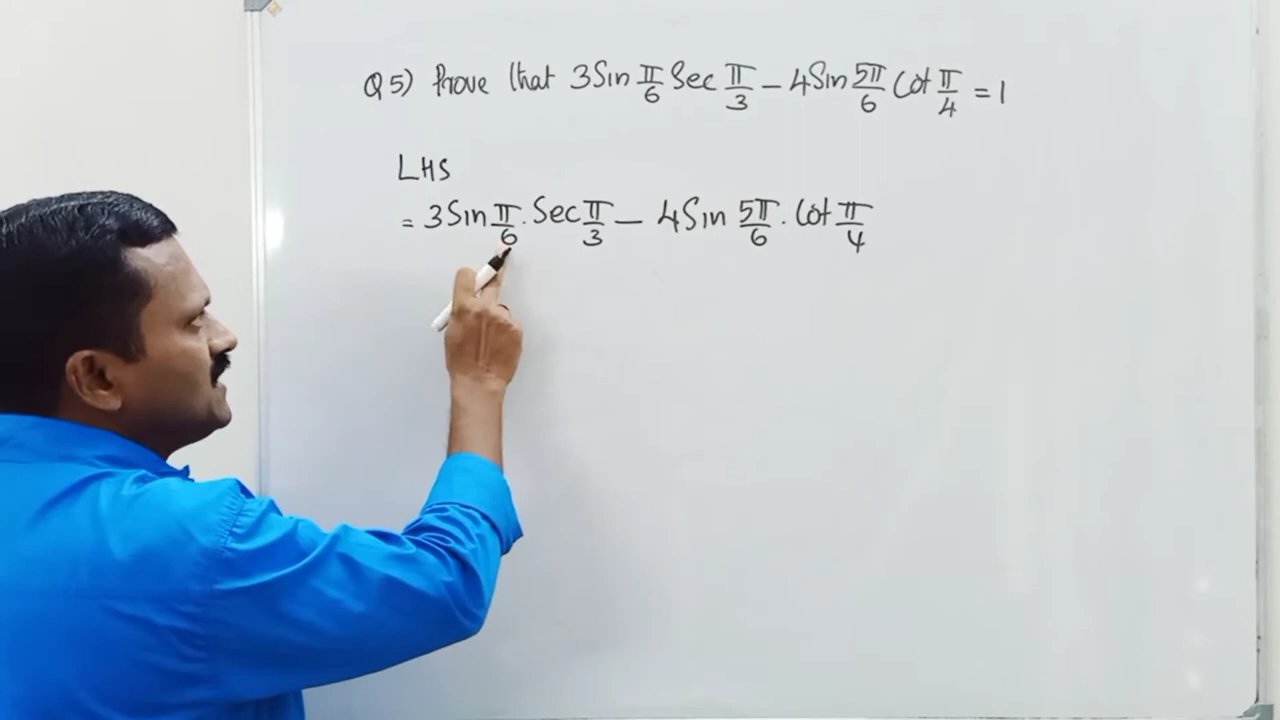 Q5) Prove that 3Sin π/6 Sec π/3 – 4Sin 5π/6 Cot π/4 = 1
LHS
= 3Sin π/6 . Sec π/3 – 4Sin 5π/6 . Cot π/4